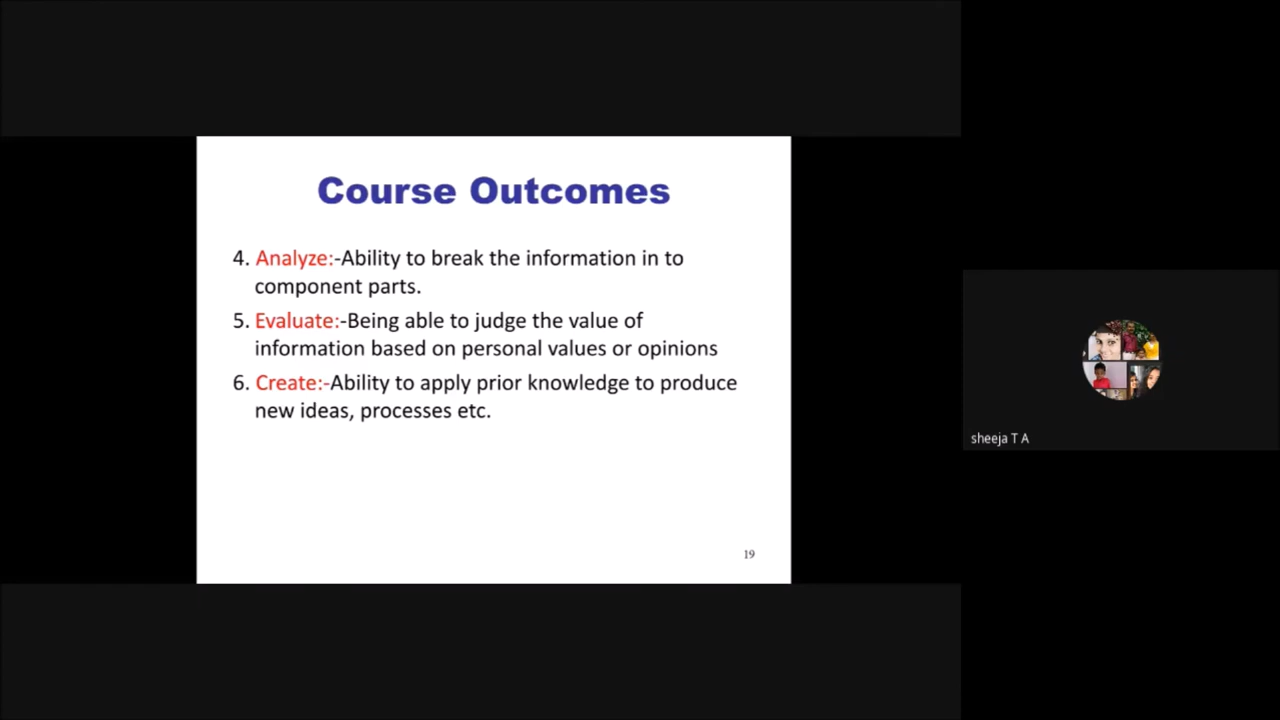 Course Outcomes
4. Analyze:-Ability to break the information in to
component parts.
5. Evaluate:-Being able to judge the value of
information based on personal values or opinions
6. Create:-Ability to apply prior knowledge to produce
new ideas, processes etc.
19
sheeja T A